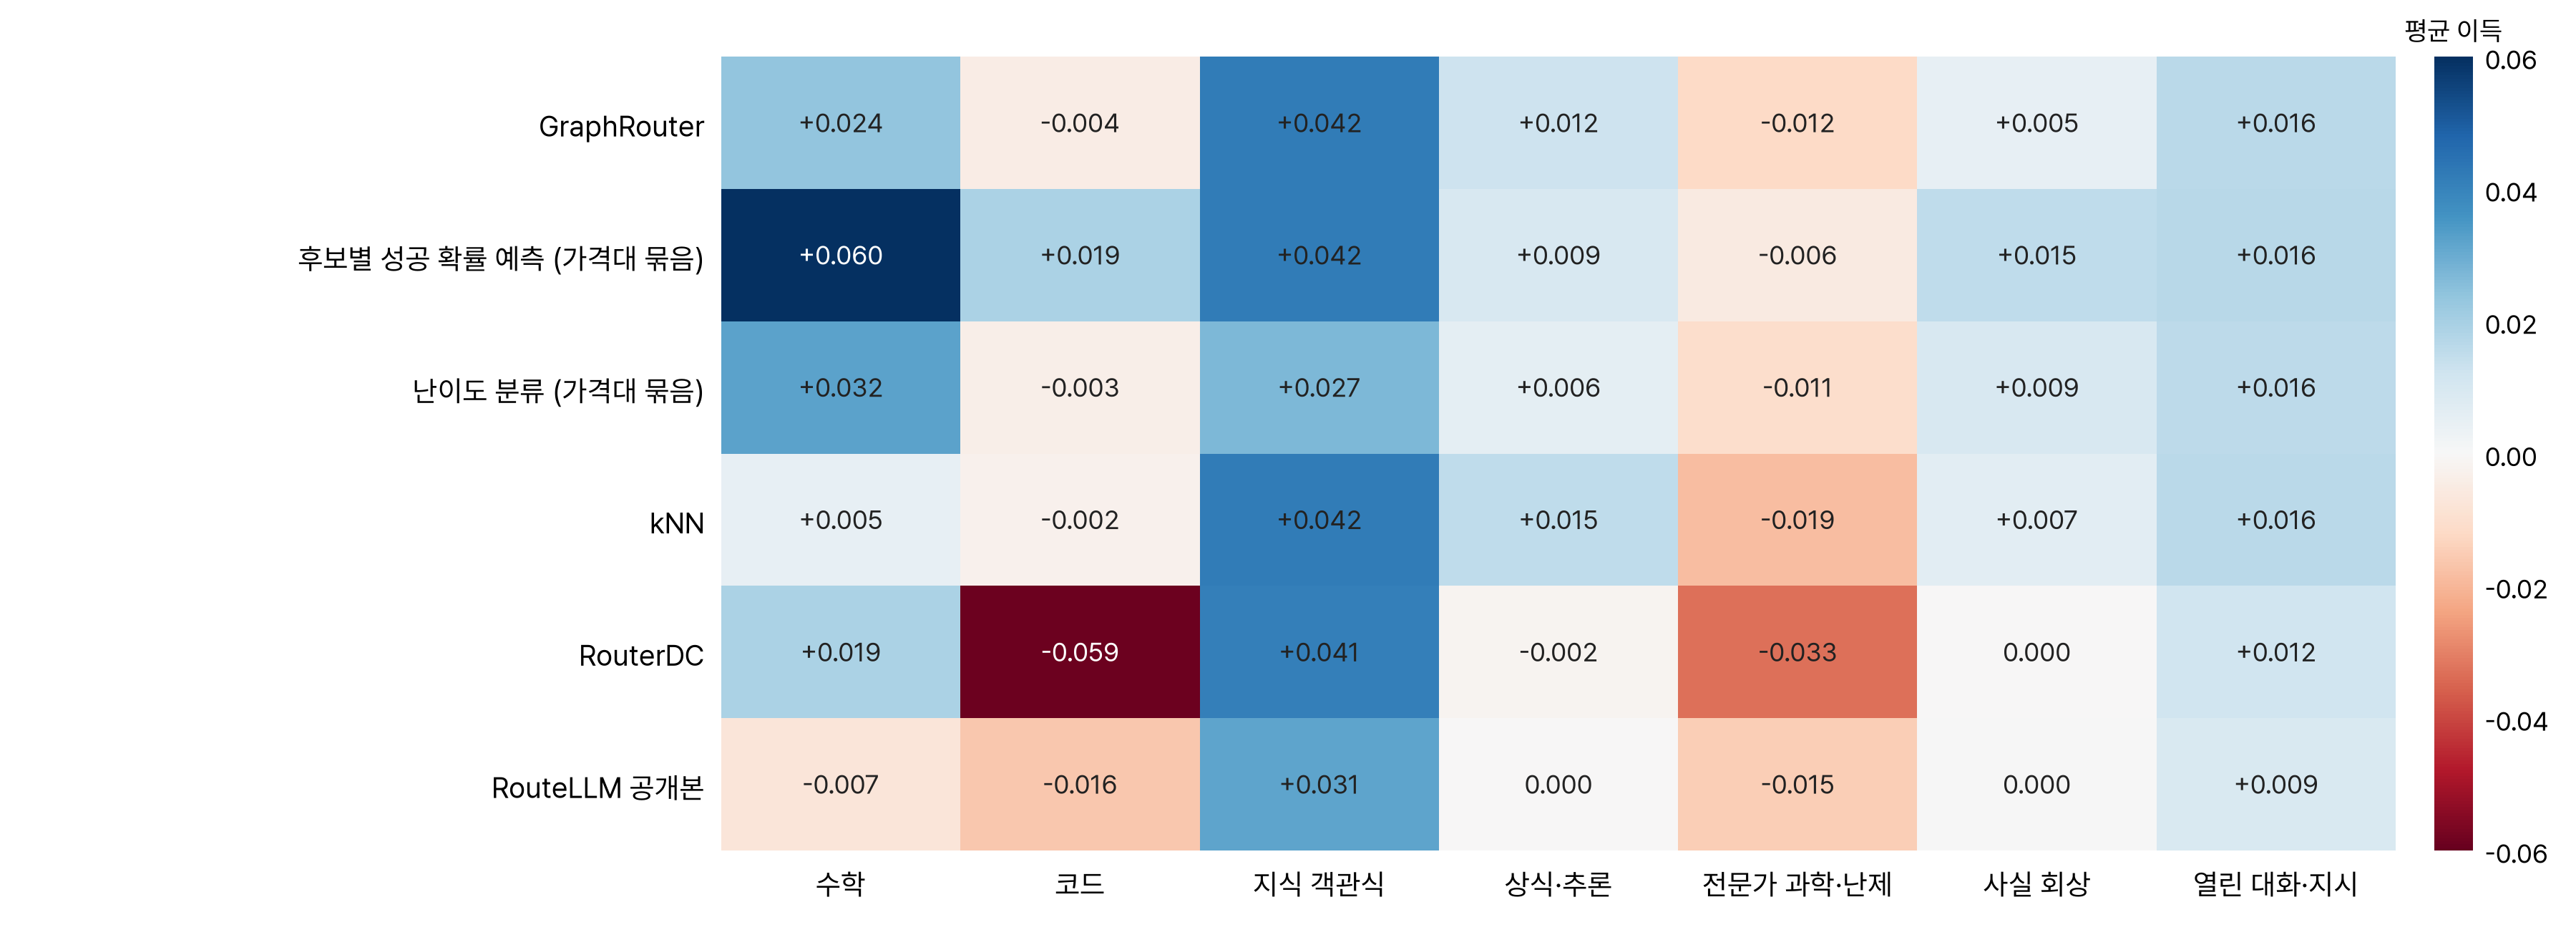 평균 이득
0.06
GraphRouter +0.024 -0.004 +0.042 +0.012 -0.012 +0.005 +0.016
0.04
후보별 성공 확률 예측 (가격대 묶음) +0.060 +0.019 +0.042 +0.009 -0.006 +0.015 +0.016
0.02
난이도 분류 (가격대 묶음) +0.032 -0.003 +0.027 +0.006 -0.011 +0.009 +0.016
0.00
kNN +0.005 -0.002 +0.042 +0.015 -0.019 +0.007 +0.016
-0.02
RouterDC +0.019 -0.059 +0.041 -0.002 -0.033 0.000 +0.012
-0.04
RouteLLM 공개본 -0.007 -0.016 +0.031 0.000 -0.015 0.000 +0.009
-0.06
수학 코드 지식 객관식 상식·추론 전문가 과학·난제 사실 회상 열린 대화·지시